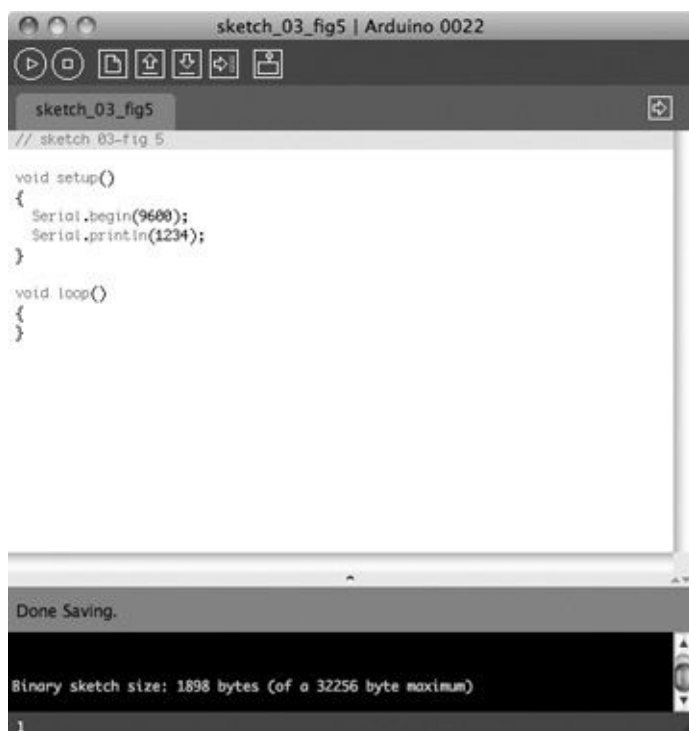 sketch_03_fig5 | Arduino 0022
sketch_03_fig5
// sketch 03-fig 5
void setup()
{
Serial.begin(9600);
Serial.println(1234);
}
void loop()
{
}
Done Saving.
Binary sketch size: 1898 bytes (of a 32256 byte maximum)
1